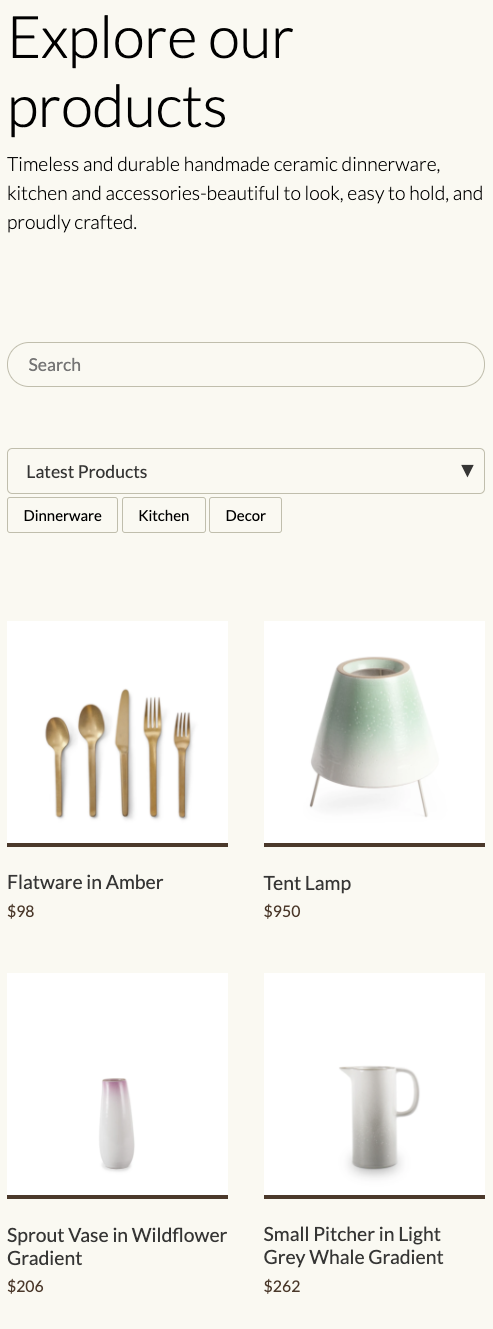 Explore our
products
Timeless and durable handmade ceramic dinnerware,
kitchen and accessories-beautiful to look, easy to hold, and
proudly crafted.
Search
Latest Products ▼
Dinnerware Kitchen Decor
Flatware in Amber
$98
Tent Lamp
$950
Sprout Vase in Wildflower
Gradient
$206
Small Pitcher in Light
Grey Whale Gradient
$262